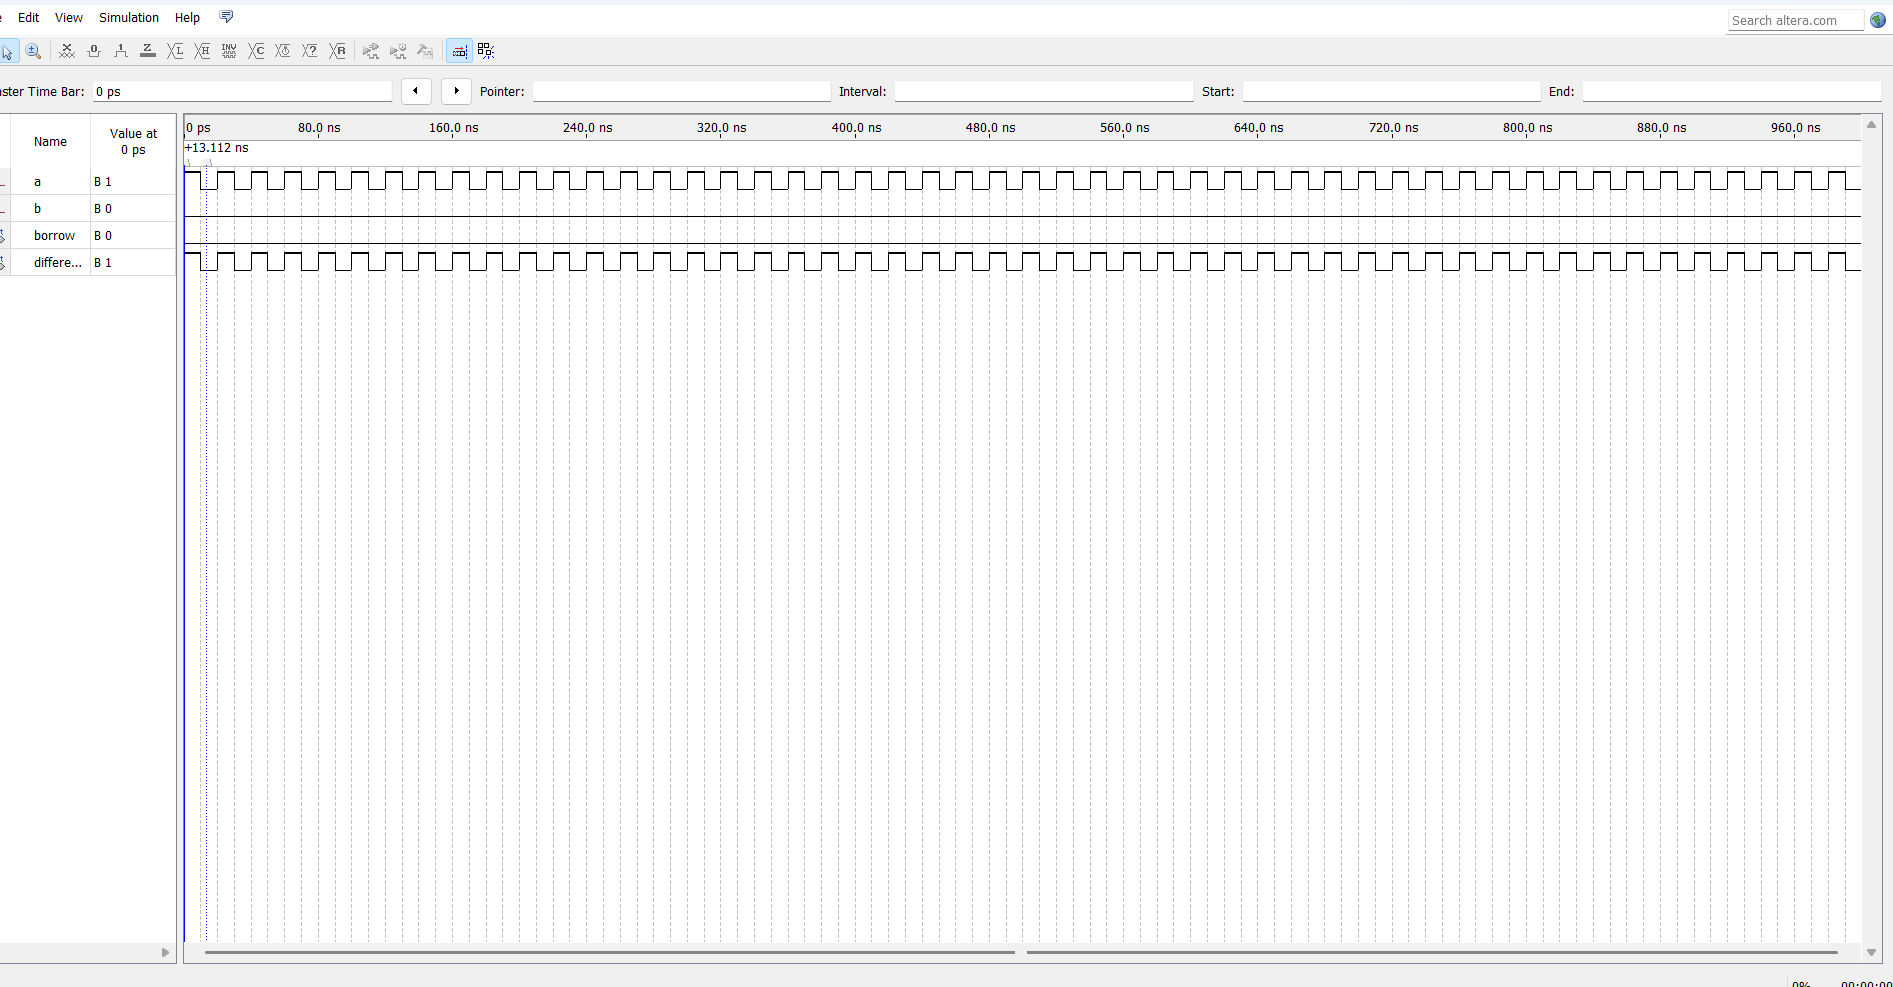 Edit View Simulation Help
Search altera.com
Master Time Bar: 0 ps Pointer: Interval: Start: End:
Name Value at
0 ps
0 ps 80.0 ns 160.0 ns 240.0 ns 320.0 ns 400.0 ns 480.0 ns 560.0 ns 640.0 ns 720.0 ns 800.0 ns 880.0 ns 960.0 ns
+13.112 ns
a B 1
b B 0
borrow B 0
differe... B 1
0% 00:00:00